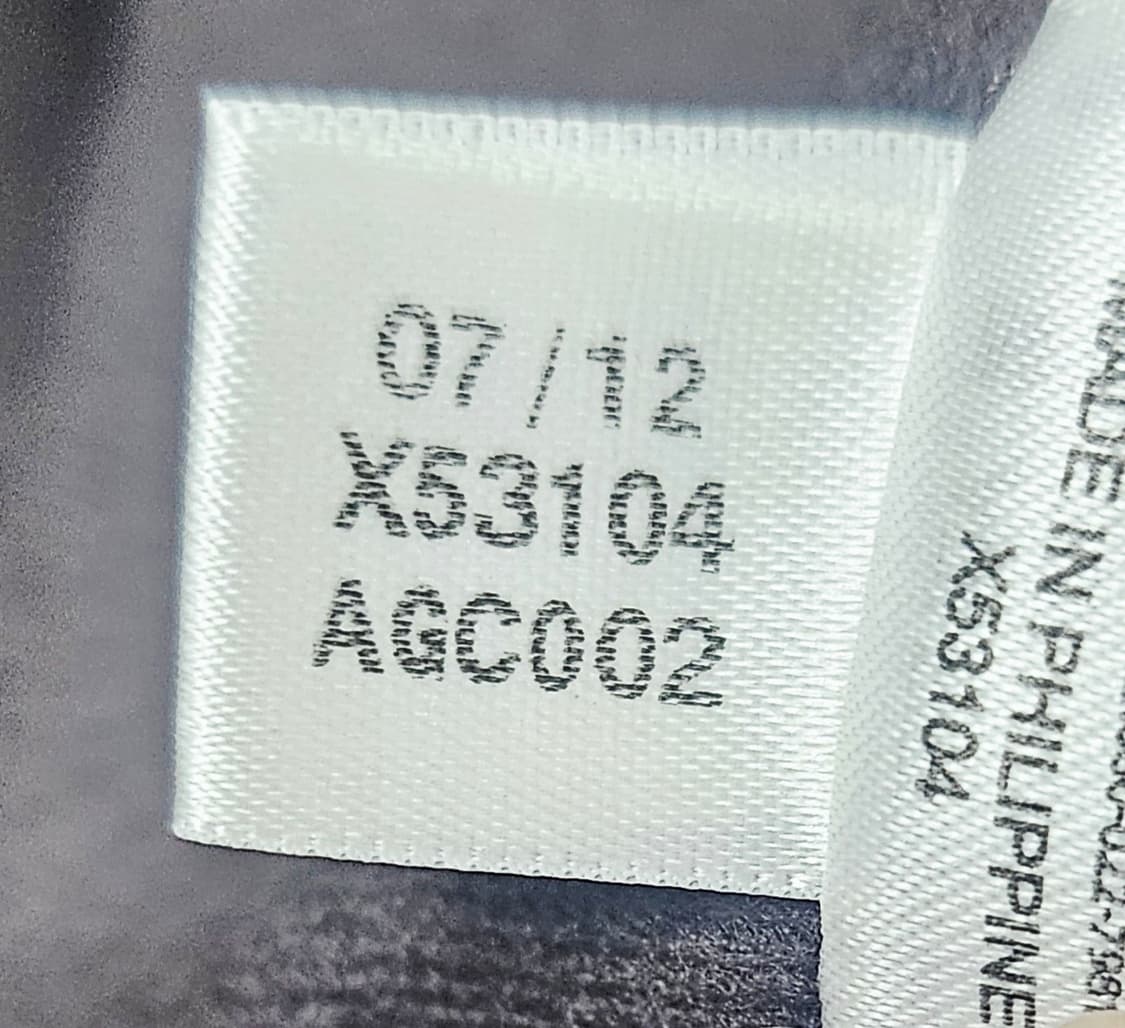 07/12
X53104
AGC002
MADE IN PHILIPPINE
X53104